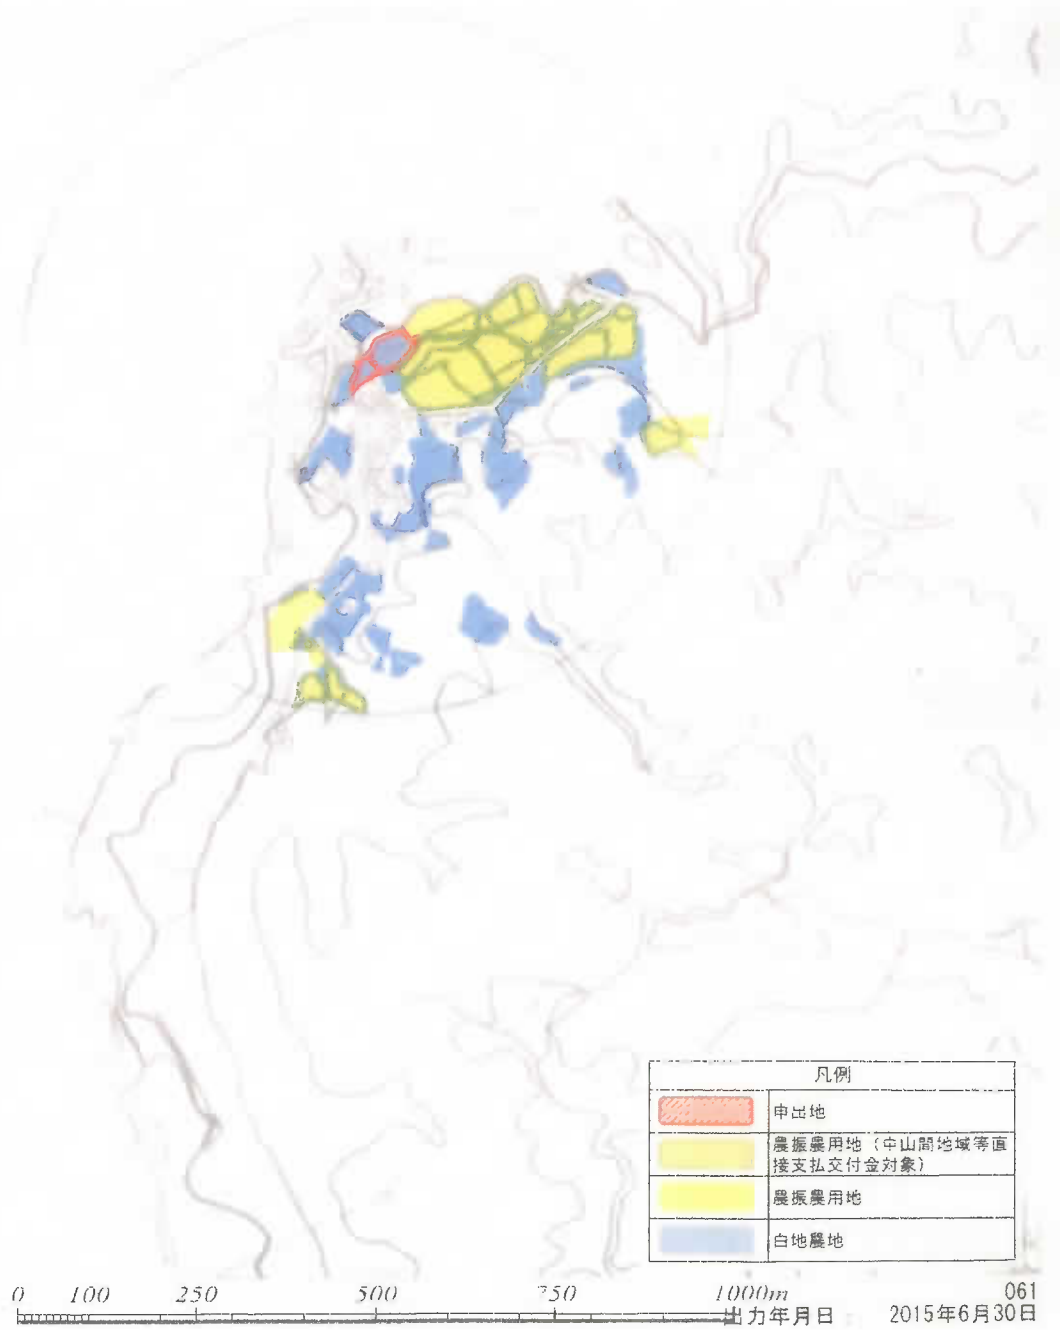 凡例
申出地
農振農用地（中山間地域等直
接支払交付金対象）
農振農用地
白地農地
0 100 250 500 750 1000m
061
出力年月日： 2015年6月30日